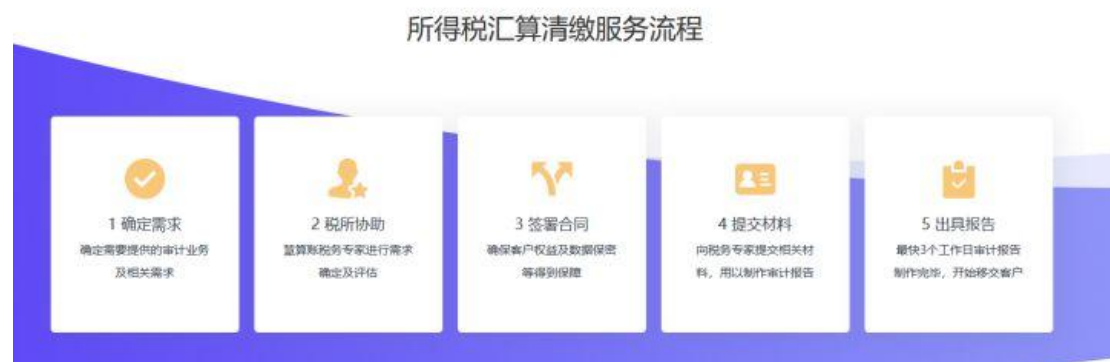 所得税汇算清缴服务流程
1 确定需求
确定需要提供的审计业务
及相关需求
2 税所协助
慧算账税务专家进行需求
确定及评估
3 签署合同
确保客户权益及数据保密
等得到保障
4 提交材料
向税务专家提交相关材
料，用以制作审计报告
5 出具报告
最快3个工作日审计报告
制作完毕，开始移交客户